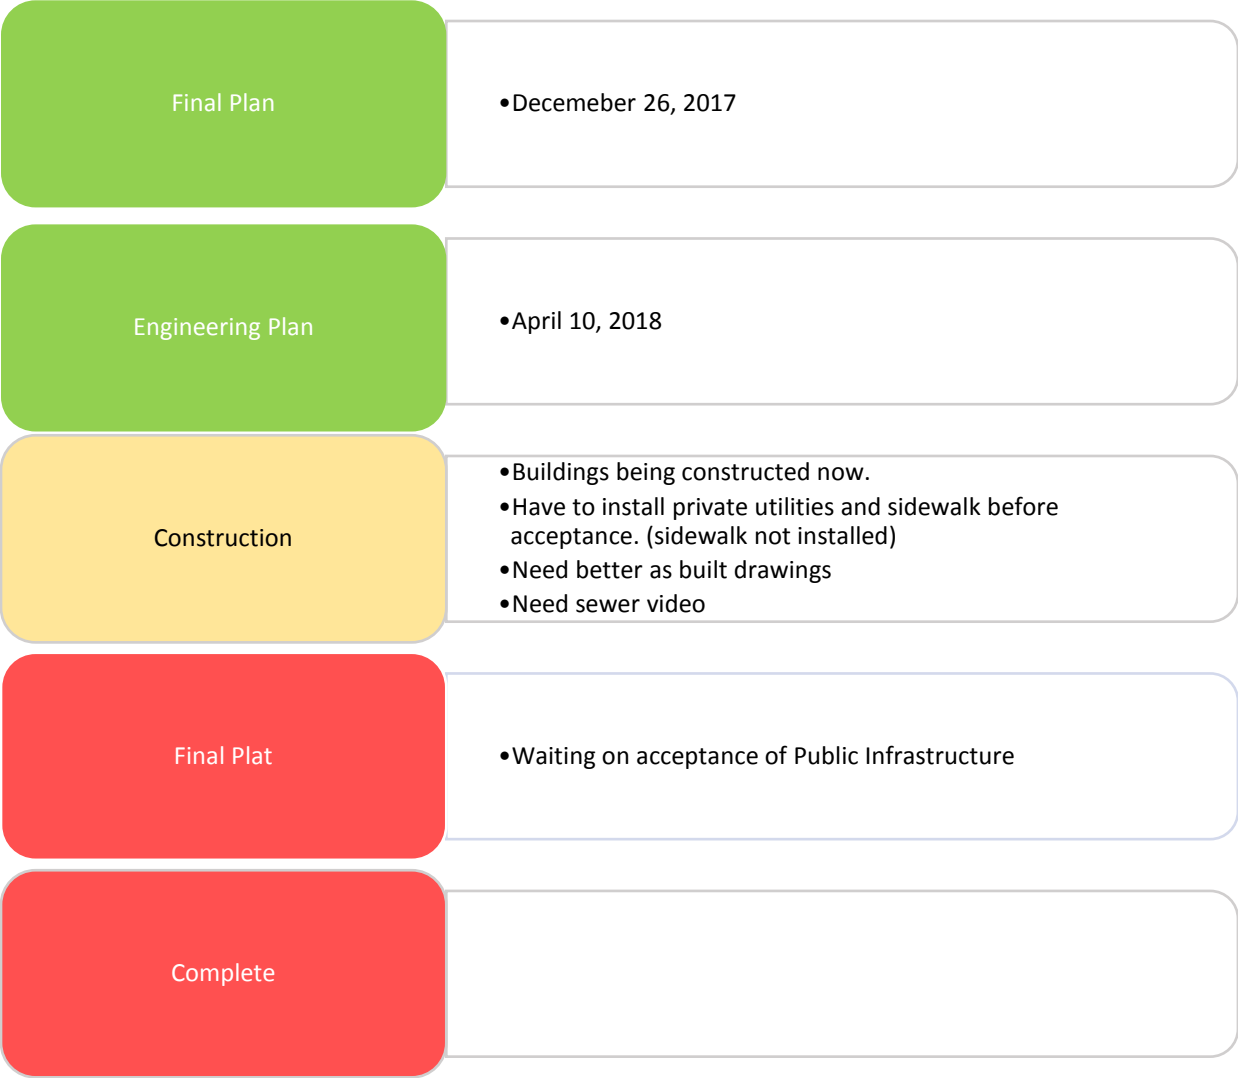 Final Plan
•Decemeber 26, 2017
Engineering Plan
•April 10, 2018
Construction
•Buildings being constructed now.
•Have to install private utilities and sidewalk before
acceptance. (sidewalk not installed)
•Need better as built drawings
•Need sewer video
Final Plat
•Waiting on acceptance of Public Infrastructure
Complete